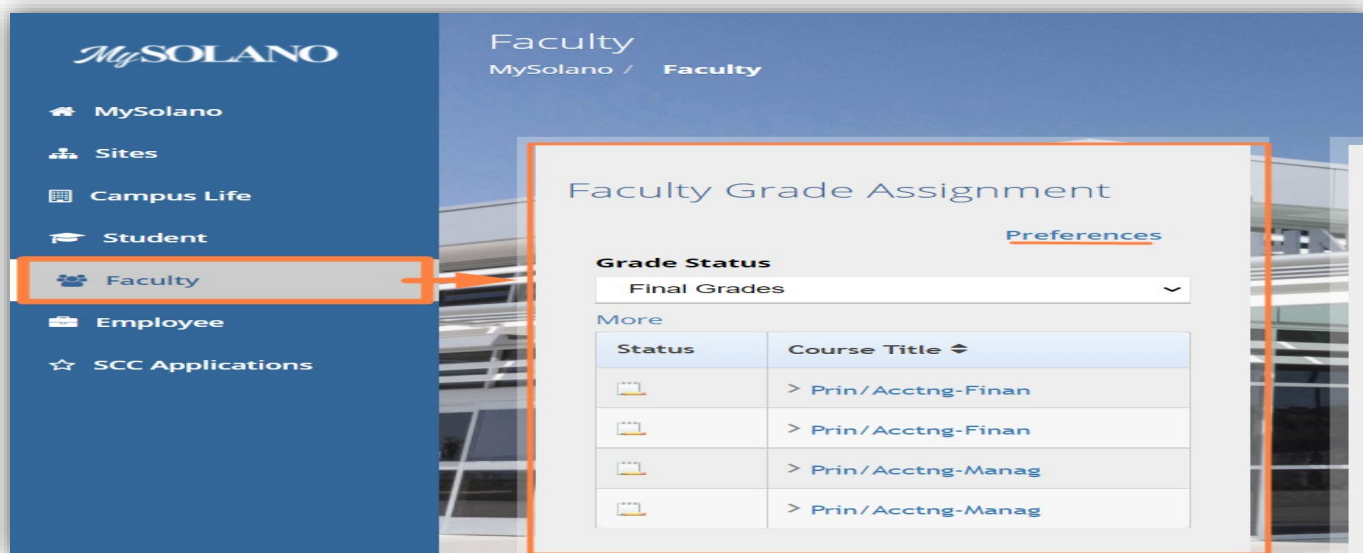 MySOLANO
MySolano
Sites
Campus Life
Student
Faculty
Employee
SCC Applications
Faculty
MySolano / Faculty
Faculty Grade Assignment
Preferences
Grade Status
Final Grades
More
Status Course Title
> Prin/Acctng-Finan
> Prin/Acctng-Finan
> Prin/Acctng-Manag
> Prin/Acctng-Manag